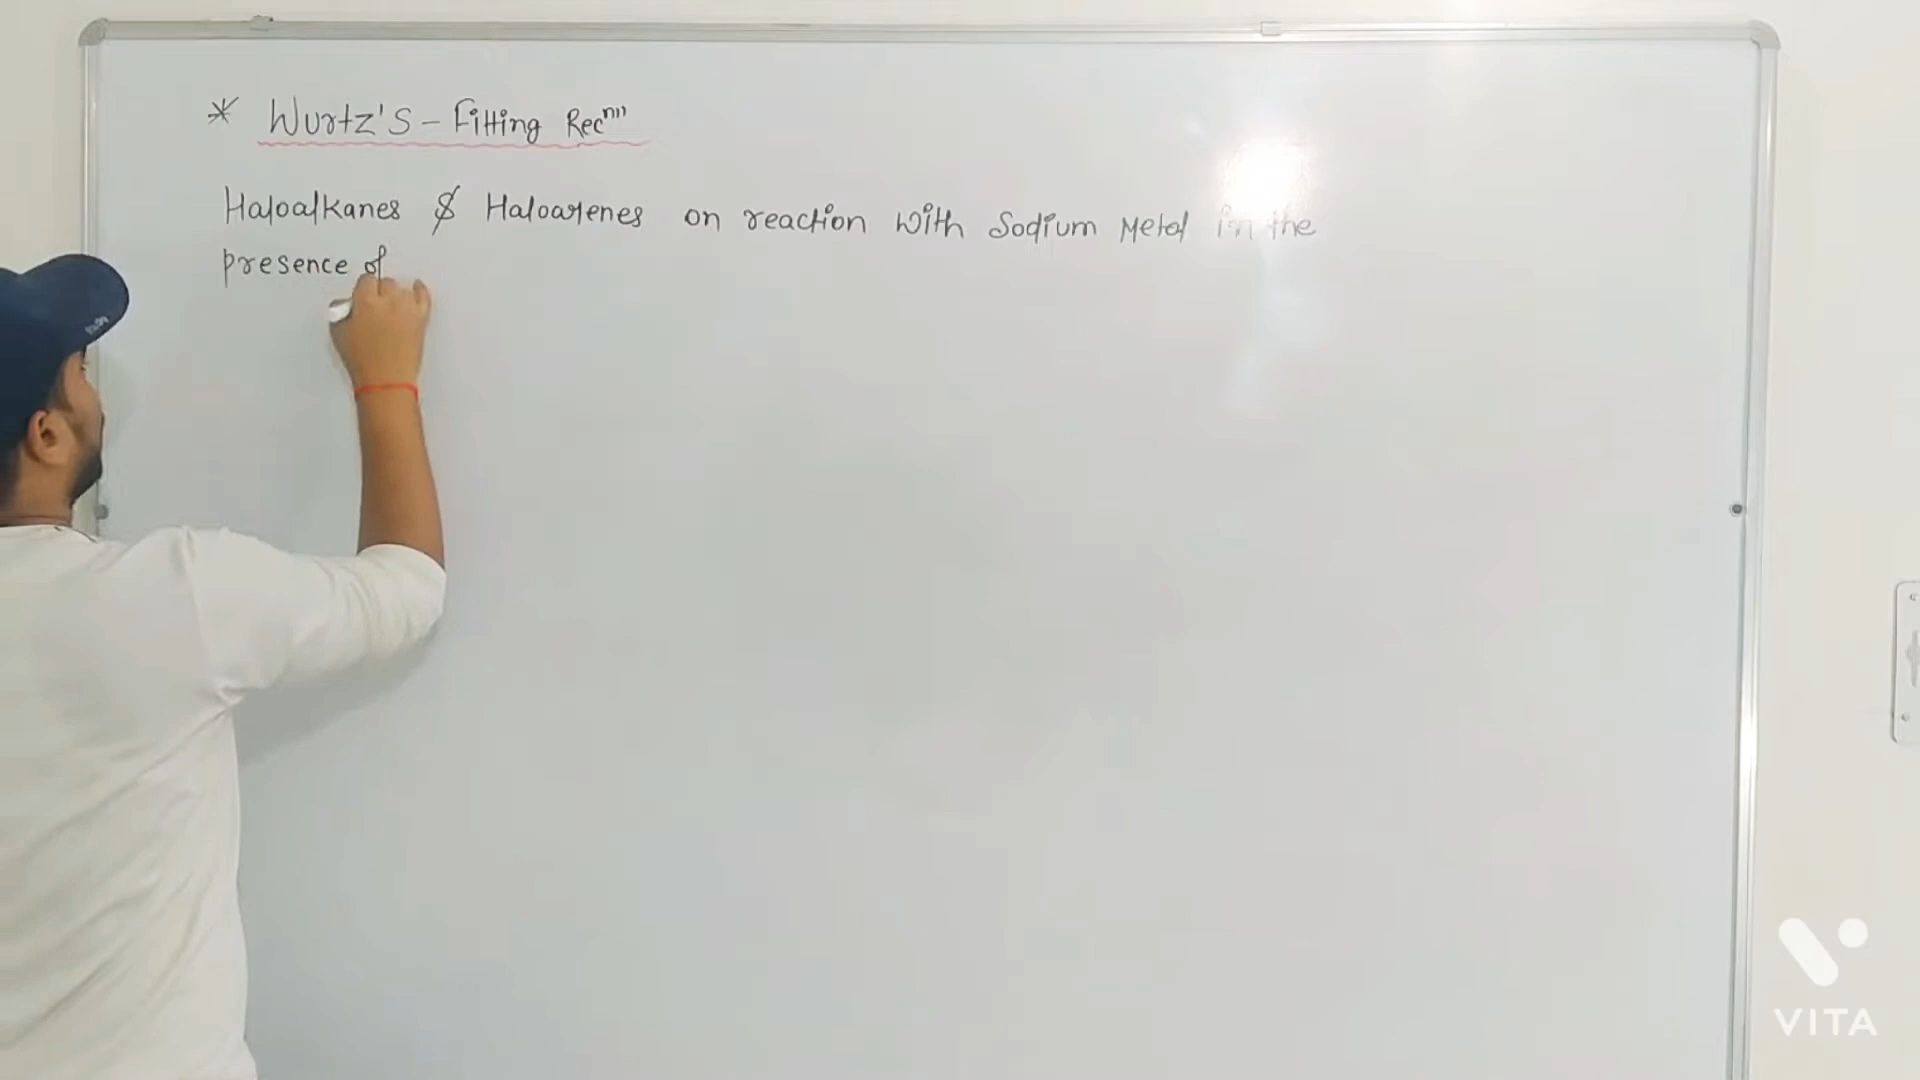 * Wurtz's - Fitting Recⁿ"
Haloalkanes & Haloarenes on reaction with Sodium Metal in the
presence of
VITA